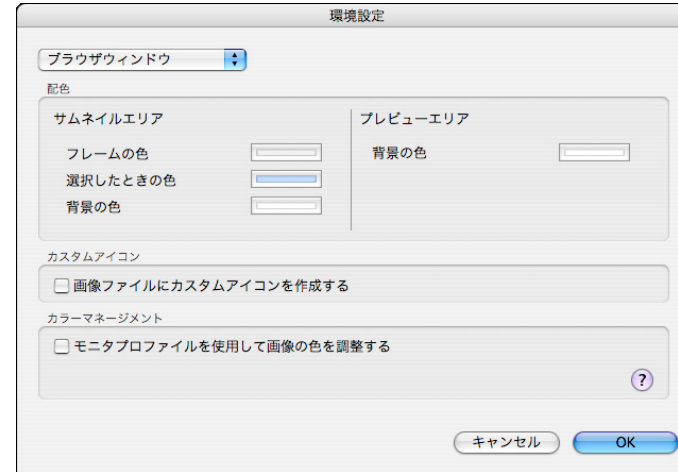 環境設定
ブラウザウィンドウ
配色
サムネイルエリア
プレビューエリア
フレームの色
背景の色
選択したときの色
背景の色
カスタムアイコン
画像ファイルにカスタムアイコンを作成する
カラーマネージメント
モニタプロファイルを使用して画像の色を調整する
?
キャンセル
OK